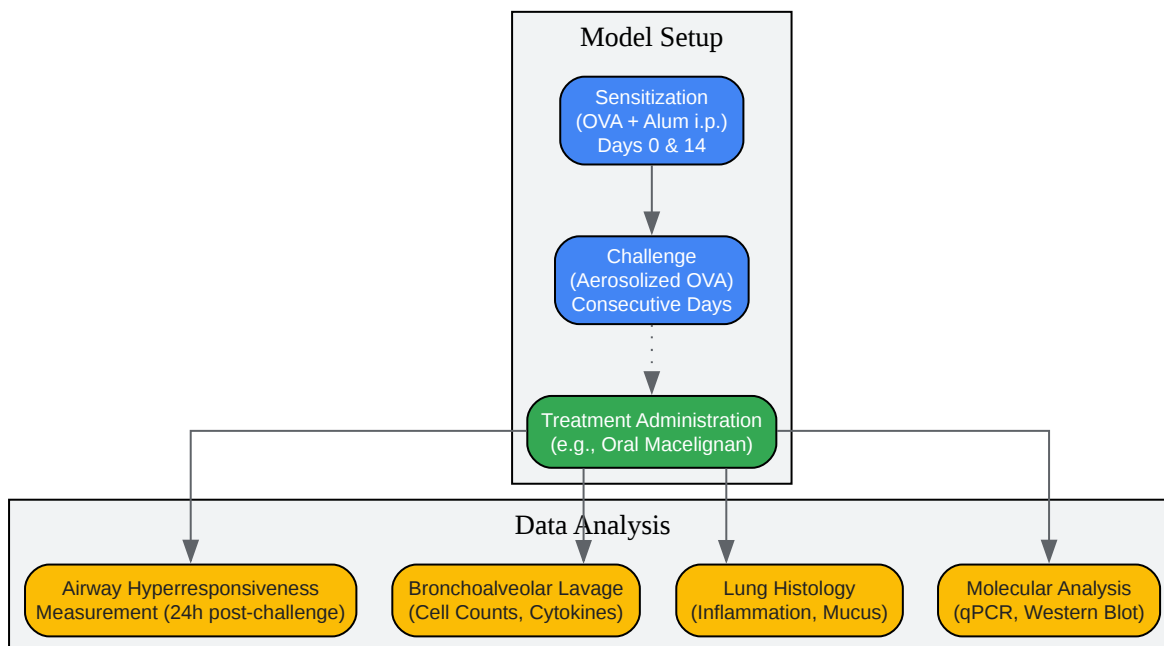 Model Setup
Sensitization
(OVA + Alum i.p.)
Days 0 & 14
Challenge
(Aerosolized OVA)
Consecutive Days
Treatment Administration
(e.g., Oral Macelignan)
Data Analysis
Airway Hyperresponsiveness
Measurement (24h post-challenge)
Bronchoalveolar Lavage
(Cell Counts, Cytokines)
Lung Histology
(Inflammation, Mucus)
Molecular Analysis
(qPCR, Western Blot)